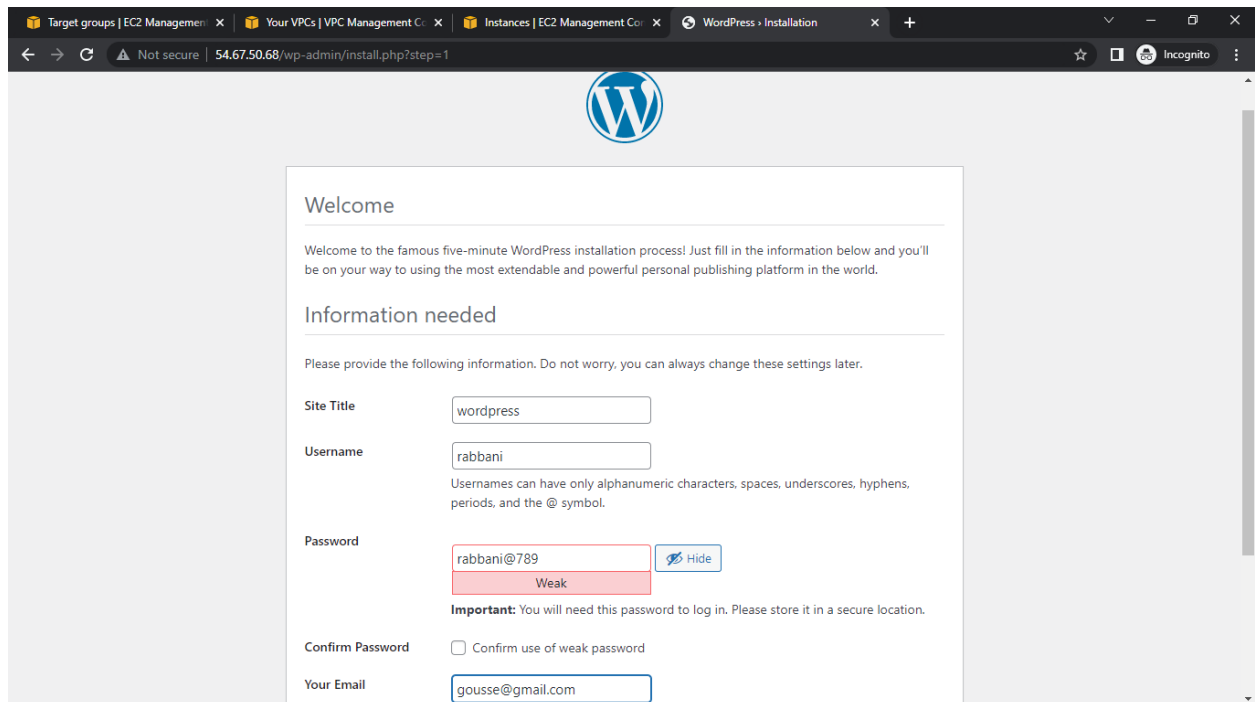 Target groups | EC2 Management
Your VPCs | VPC Management Co
Instances | EC2 Management Con
WordPress › Installation
Not secure | 54.67.50.68/wp-admin/install.php?step=1
Incognito
Welcome
Welcome to the famous five-minute WordPress installation process! Just fill in the information below and you'll
be on your way to using the most extendable and powerful personal publishing platform in the world.
Information needed
Please provide the following information. Do not worry, you can always change these settings later.
Site Title
wordpress
Username
rabbani
Usernames can have only alphanumeric characters, spaces, underscores, hyphens,
periods, and the @ symbol.
Password
rabbani@789
Hide
Weak
Important: You will need this password to log in. Please store it in a secure location.
Confirm Password
Confirm use of weak password
Your Email
gousse@gmail.com